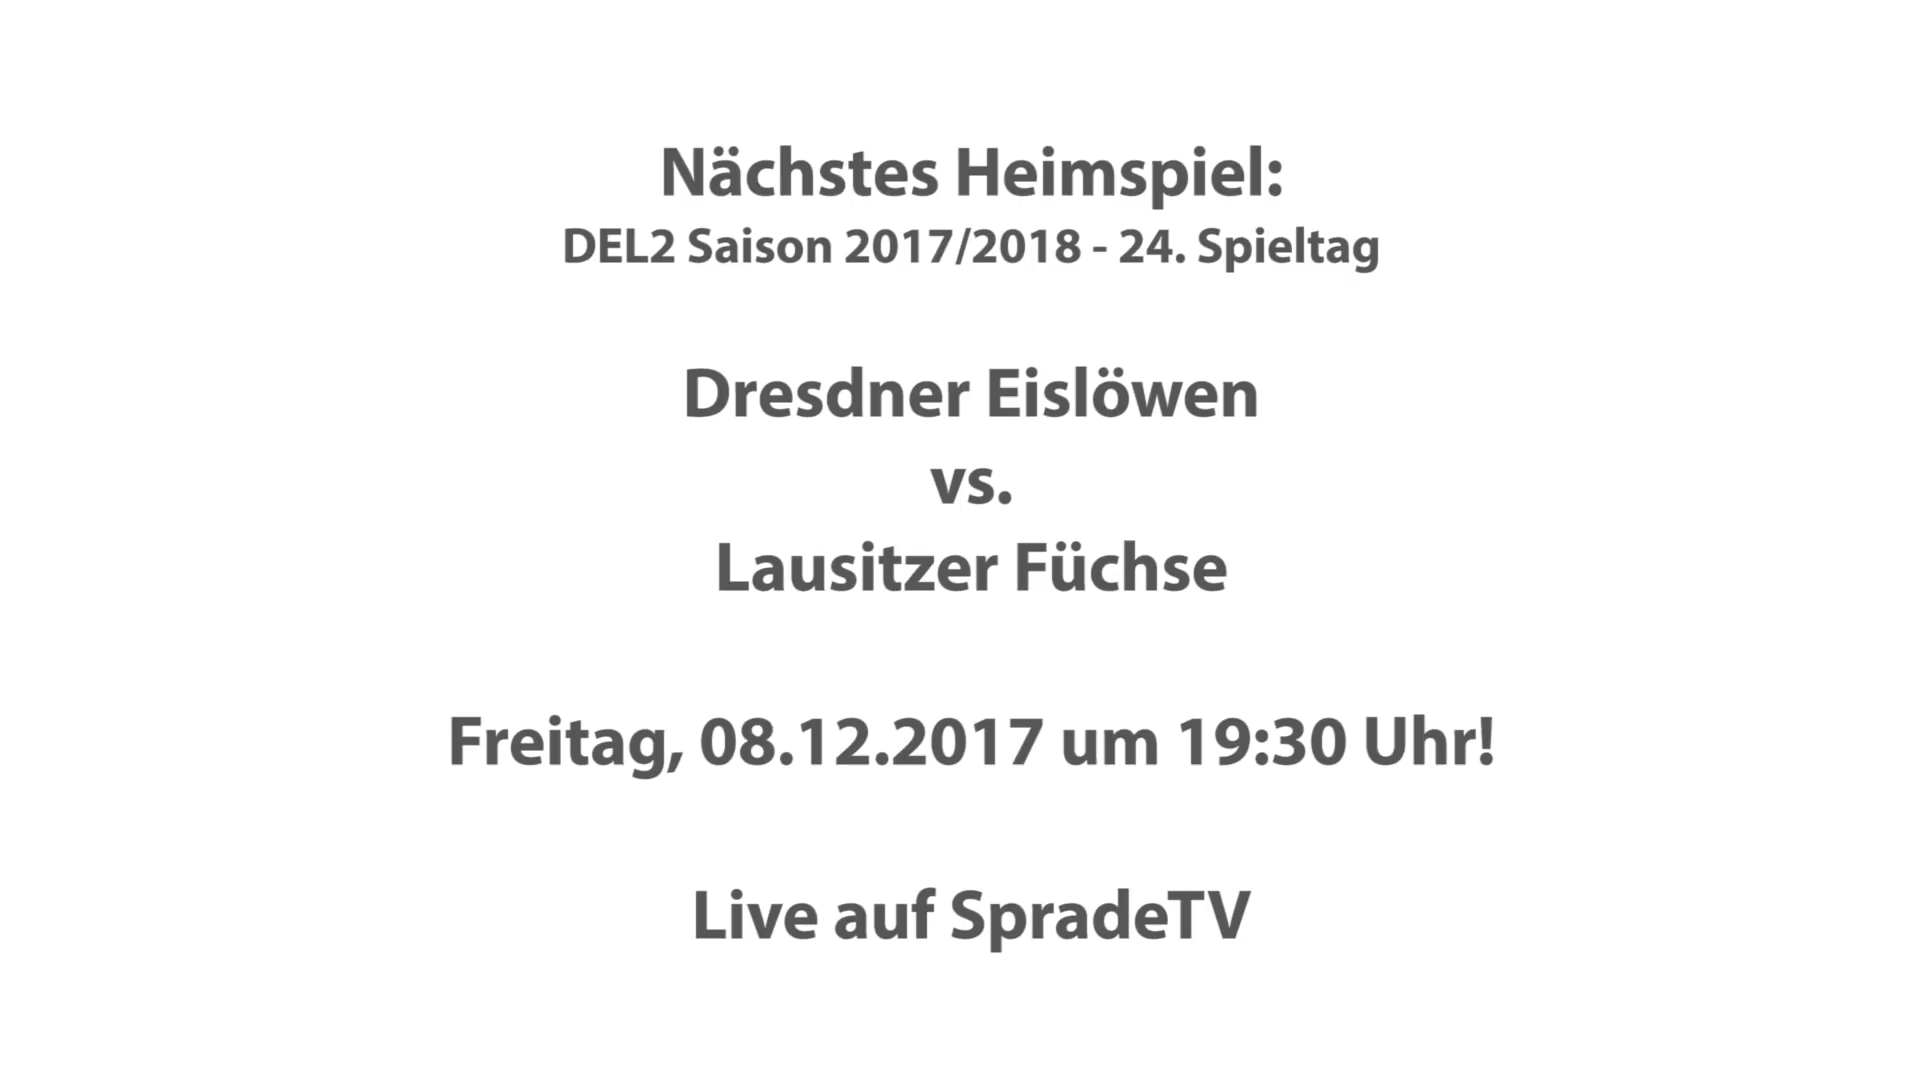 Nächstes Heimspiel:
DEL2 Saison 2017/2018 - 24. Spieltag
Dresdner Eislöwen
vs.
Lausitzer Füchse
Freitag, 08.12.2017 um 19:30 Uhr!
Live auf SpradeTV